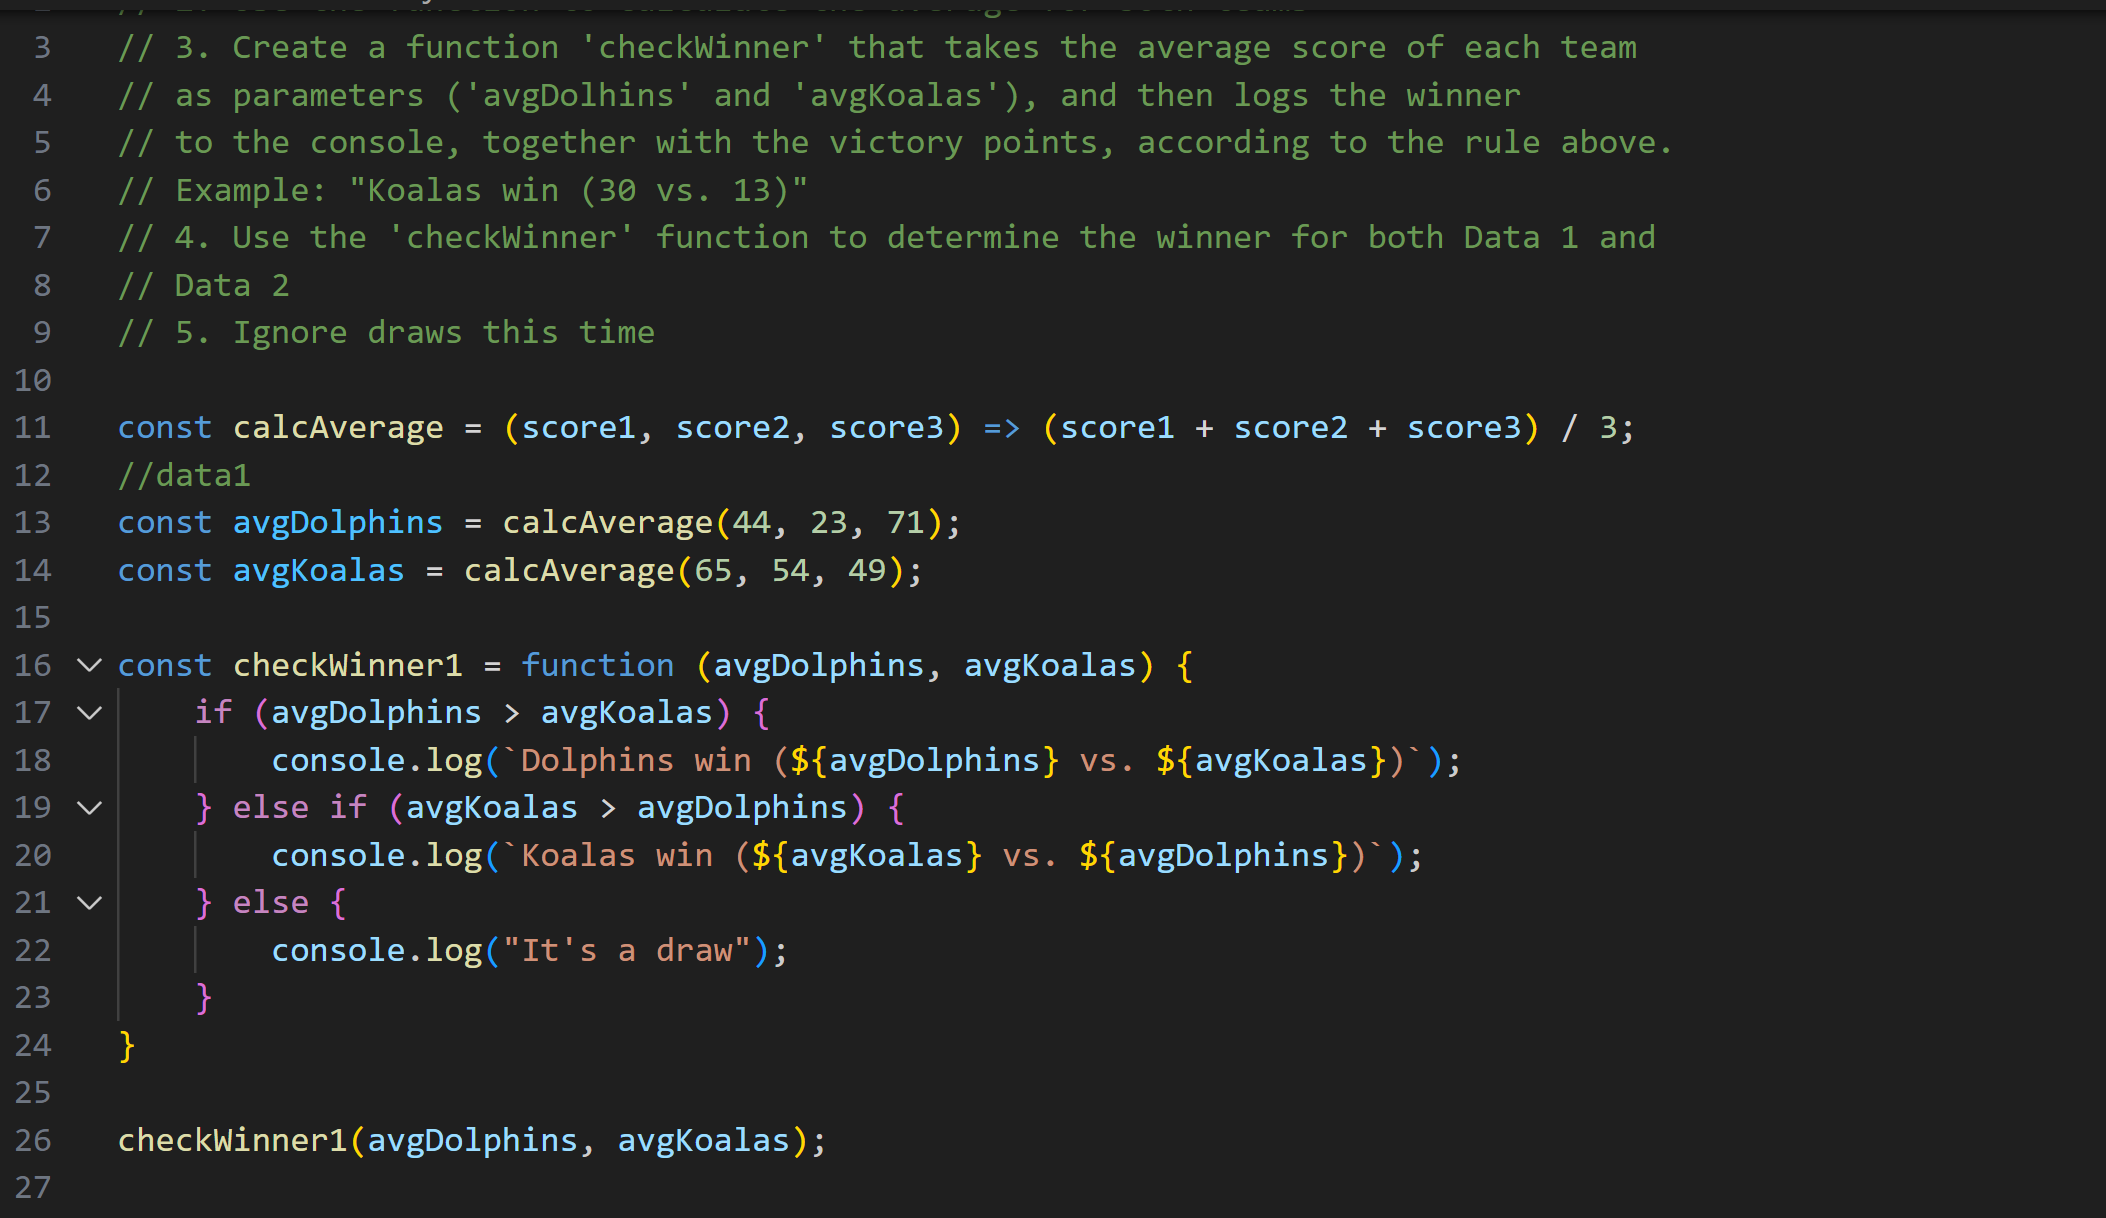 3 // 3. Create a function 'checkWinner' that takes the average score of each team
4 // as parameters ('avgDolhins' and 'avgKoalas'), and then logs the winner
5 // to the console, together with the victory points, according to the rule above.
6 // Example: "Koalas win (30 vs. 13)"
7 // 4. Use the 'checkWinner' function to determine the winner for both Data 1 and
8 // Data 2
9 // 5. Ignore draws this time
10
11 const calcAverage = (score1, score2, score3) => (score1 + score2 + score3) / 3;
12 //data1
13 const avgDolphins = calcAverage(44, 23, 71);
14 const avgKoalas = calcAverage(65, 54, 49);
15
16 const checkWinner1 = function (avgDolphins, avgKoalas) {
17 if (avgDolphins > avgKoalas) {
18 console.log(`Dolphins win (${avgDolphins} vs. ${avgKoalas})`);
19 } else if (avgKoalas > avgDolphins) {
20 console.log(`Koalas win (${avgKoalas} vs. ${avgDolphins})`);
21 } else {
22 console.log("It's a draw");
23 }
24 }
25
26 checkWinner1(avgDolphins, avgKoalas);
27